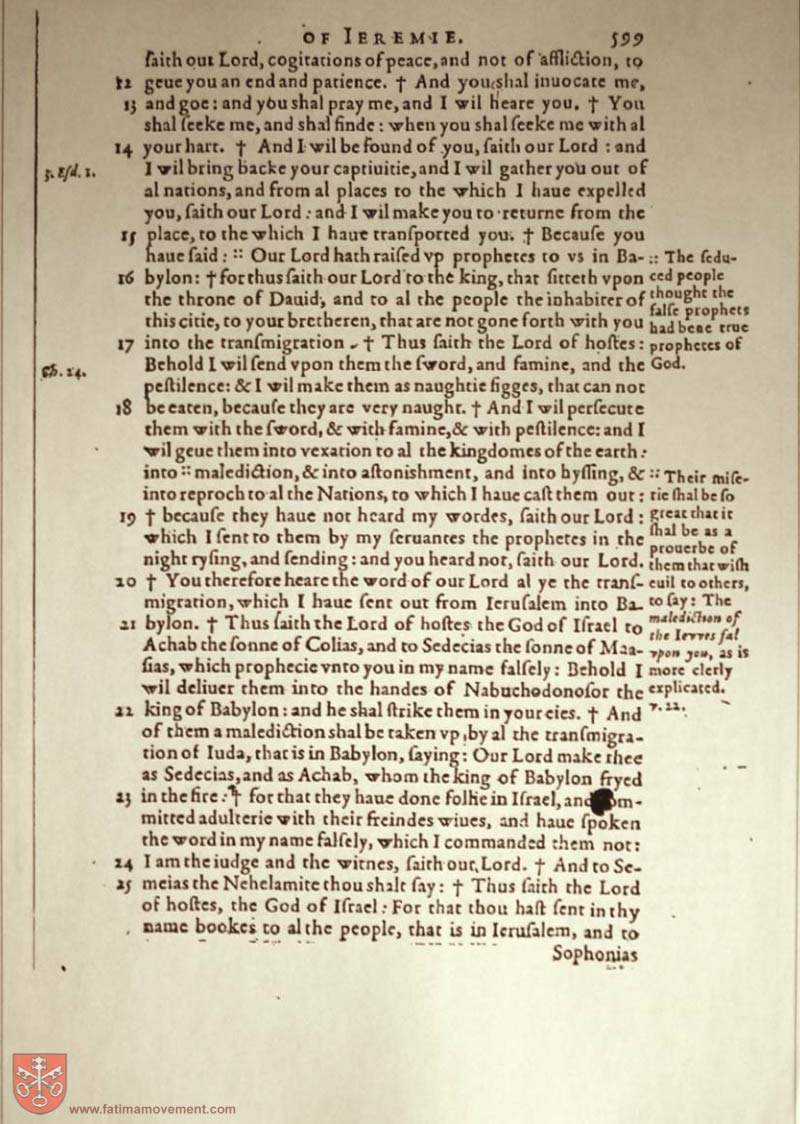 OF IEREMIE. 599
ſaith our Lord, cogitations of peace, and not of affliction, to
12 geue you an end and patience. † And you ſhal inuocate me,
13 and goe: and you ſhal pray me, and I wil heare you. † You
ſhal ſeeke me, and ſhal finde: when you ſhal ſeeke me with al
14 your hart. † And I wil be found of you, ſaith our Lord: and
I wil bring backe your captiuitie, and I wil gather you out of
3. Eſd. 1.
al nations, and from al places to the which I haue expelled
you, ſaith our Lord: and I wil make you to returne from the
15 place, to the which I haue tranſported you. † Becauſe you
haue ſaid: :: Our Lord hath raiſed vp prophetes to vs in Ba-
16 bylon: † for thus ſaith our Lord to the king, that ſitteth vpon
the throne of Dauid, and to al the people the inhabiter of
this citie, to your bretheren, that are not gone forth with you
17 into the tranſmigration. † Thus ſaith the Lord of hoſtes:
:: The ſedu-
ced people
thought the
falſe prophets
had bene true
prophetes of
God.
Behold I wil ſend vpon them the ſword, and famine, and the
Ch. 24.
peſtilence: & I wil make them as naughtie figges, that can not
18 be eaten, becauſe they are very naught. † And I wil perſecute
them with the ſword, & with famine, & with peſtilence: and I
wil geue them into vexation to al the kingdomes of the earth:
into :: malediction, & into aſtoniſhment, and into hyſſing, &
into reproch to al the Nations, to which I haue caſt them out:
19 † becauſe they haue not heard my wordes, ſaith our Lord:
which I ſent to them by my ſeruantes the prophetes in the
night ryſing, and ſending: and you heard not, ſaith our Lord.
20 † You therefore heare the word of our Lord al ye the tranſ-
migration, which I haue ſent out from Ieruſalem into Ba-
21 bylon. † Thus ſaith the Lord of hoſtes the God of Iſrael to
Achab the ſonne of Colias, and to Sedecias the ſonne of Maa-
ſias, which prophecie vnto you in my name falſely: Behold I
wil deliuer them into the handes of Nabuchodonoſor the
:: Their miſe-
rie ſhal be ſo
great that it
ſhal be as a
prouerbe of
them that wiſh
euil to others,
to ſay: The
malediction of
the Iewes fal
vpon you, as is
more clerly
explicated.
v. 22.
22 king of Babylon: and he ſhal ſtrike them in your eies. † And
of them a malediction ſhal be taken vp, by al the tranſmigra-
tion of Iuda, that is in Babylon, ſaying: Our Lord make thee
as Sedecias, and as Achab, whom the king of Babylon fryed
23 in the fire: † for that they haue done follie in Iſrael, and om-
mitted adulterie with their freindes wiues, and haue ſpoken
the word in my name falſely, which I commanded them not:
24 I am the iudge and the witnes, ſaith our Lord. † And to Se-
25 meias the Nehelamite thou ſhalt ſay: † Thus ſaith the Lord
of hoſtes, the God of Iſrael: For that thou haſt ſent in thy
name bookes to al the people, that is in Ieruſalem, and to
Sophonias
www.fatimamovement.com